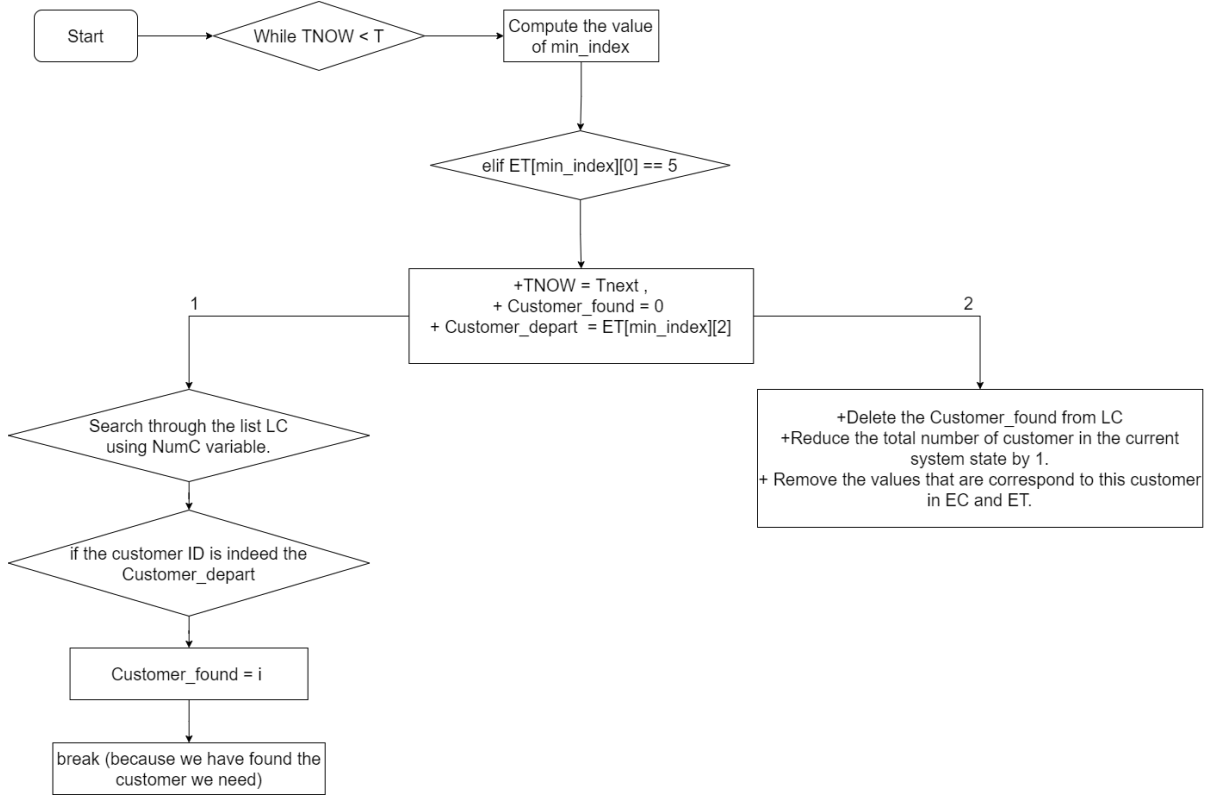 Start
While TNOW < T
Compute the value
of min_index
elif ET[min_index][0] == 5
+TNOW = Tnext ,
+ Customer_found = 0
+ Customer_depart = ET[min_index][2]
1
2
Search through the list LC
using NumC variable.
+Delete the Customer_found from LC
+Reduce the total number of customer in the current
system state by 1.
+ Remove the values that are correspond to this customer
in EC and ET.
if the customer ID is indeed the
Customer_depart
Customer_found = i
break (because we have found the
customer we need)